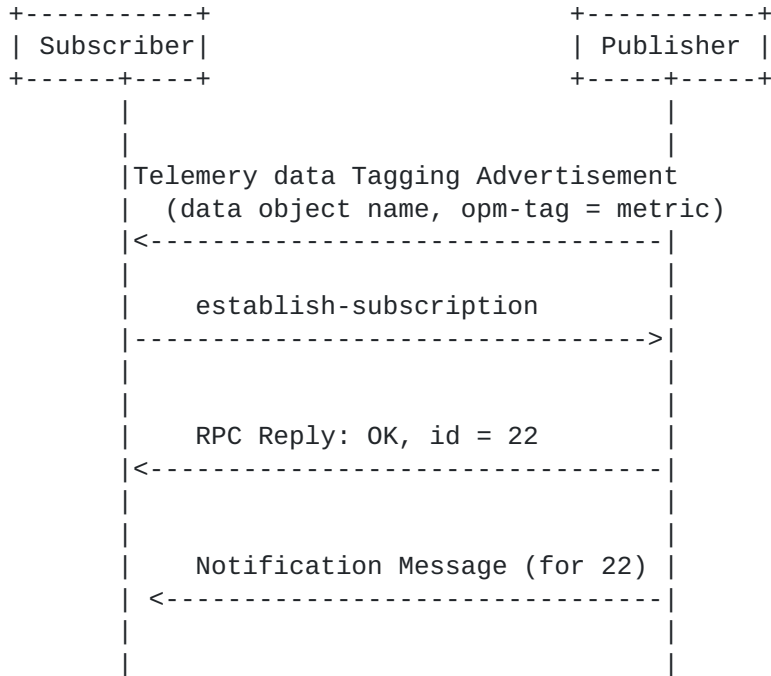 Subscriber Publisher
Telemery data Tagging Advertisement
(data object name, opm-tag = metric)
establish-subscription
RPC Reply: OK, id = 22
Notification Message (for 22)